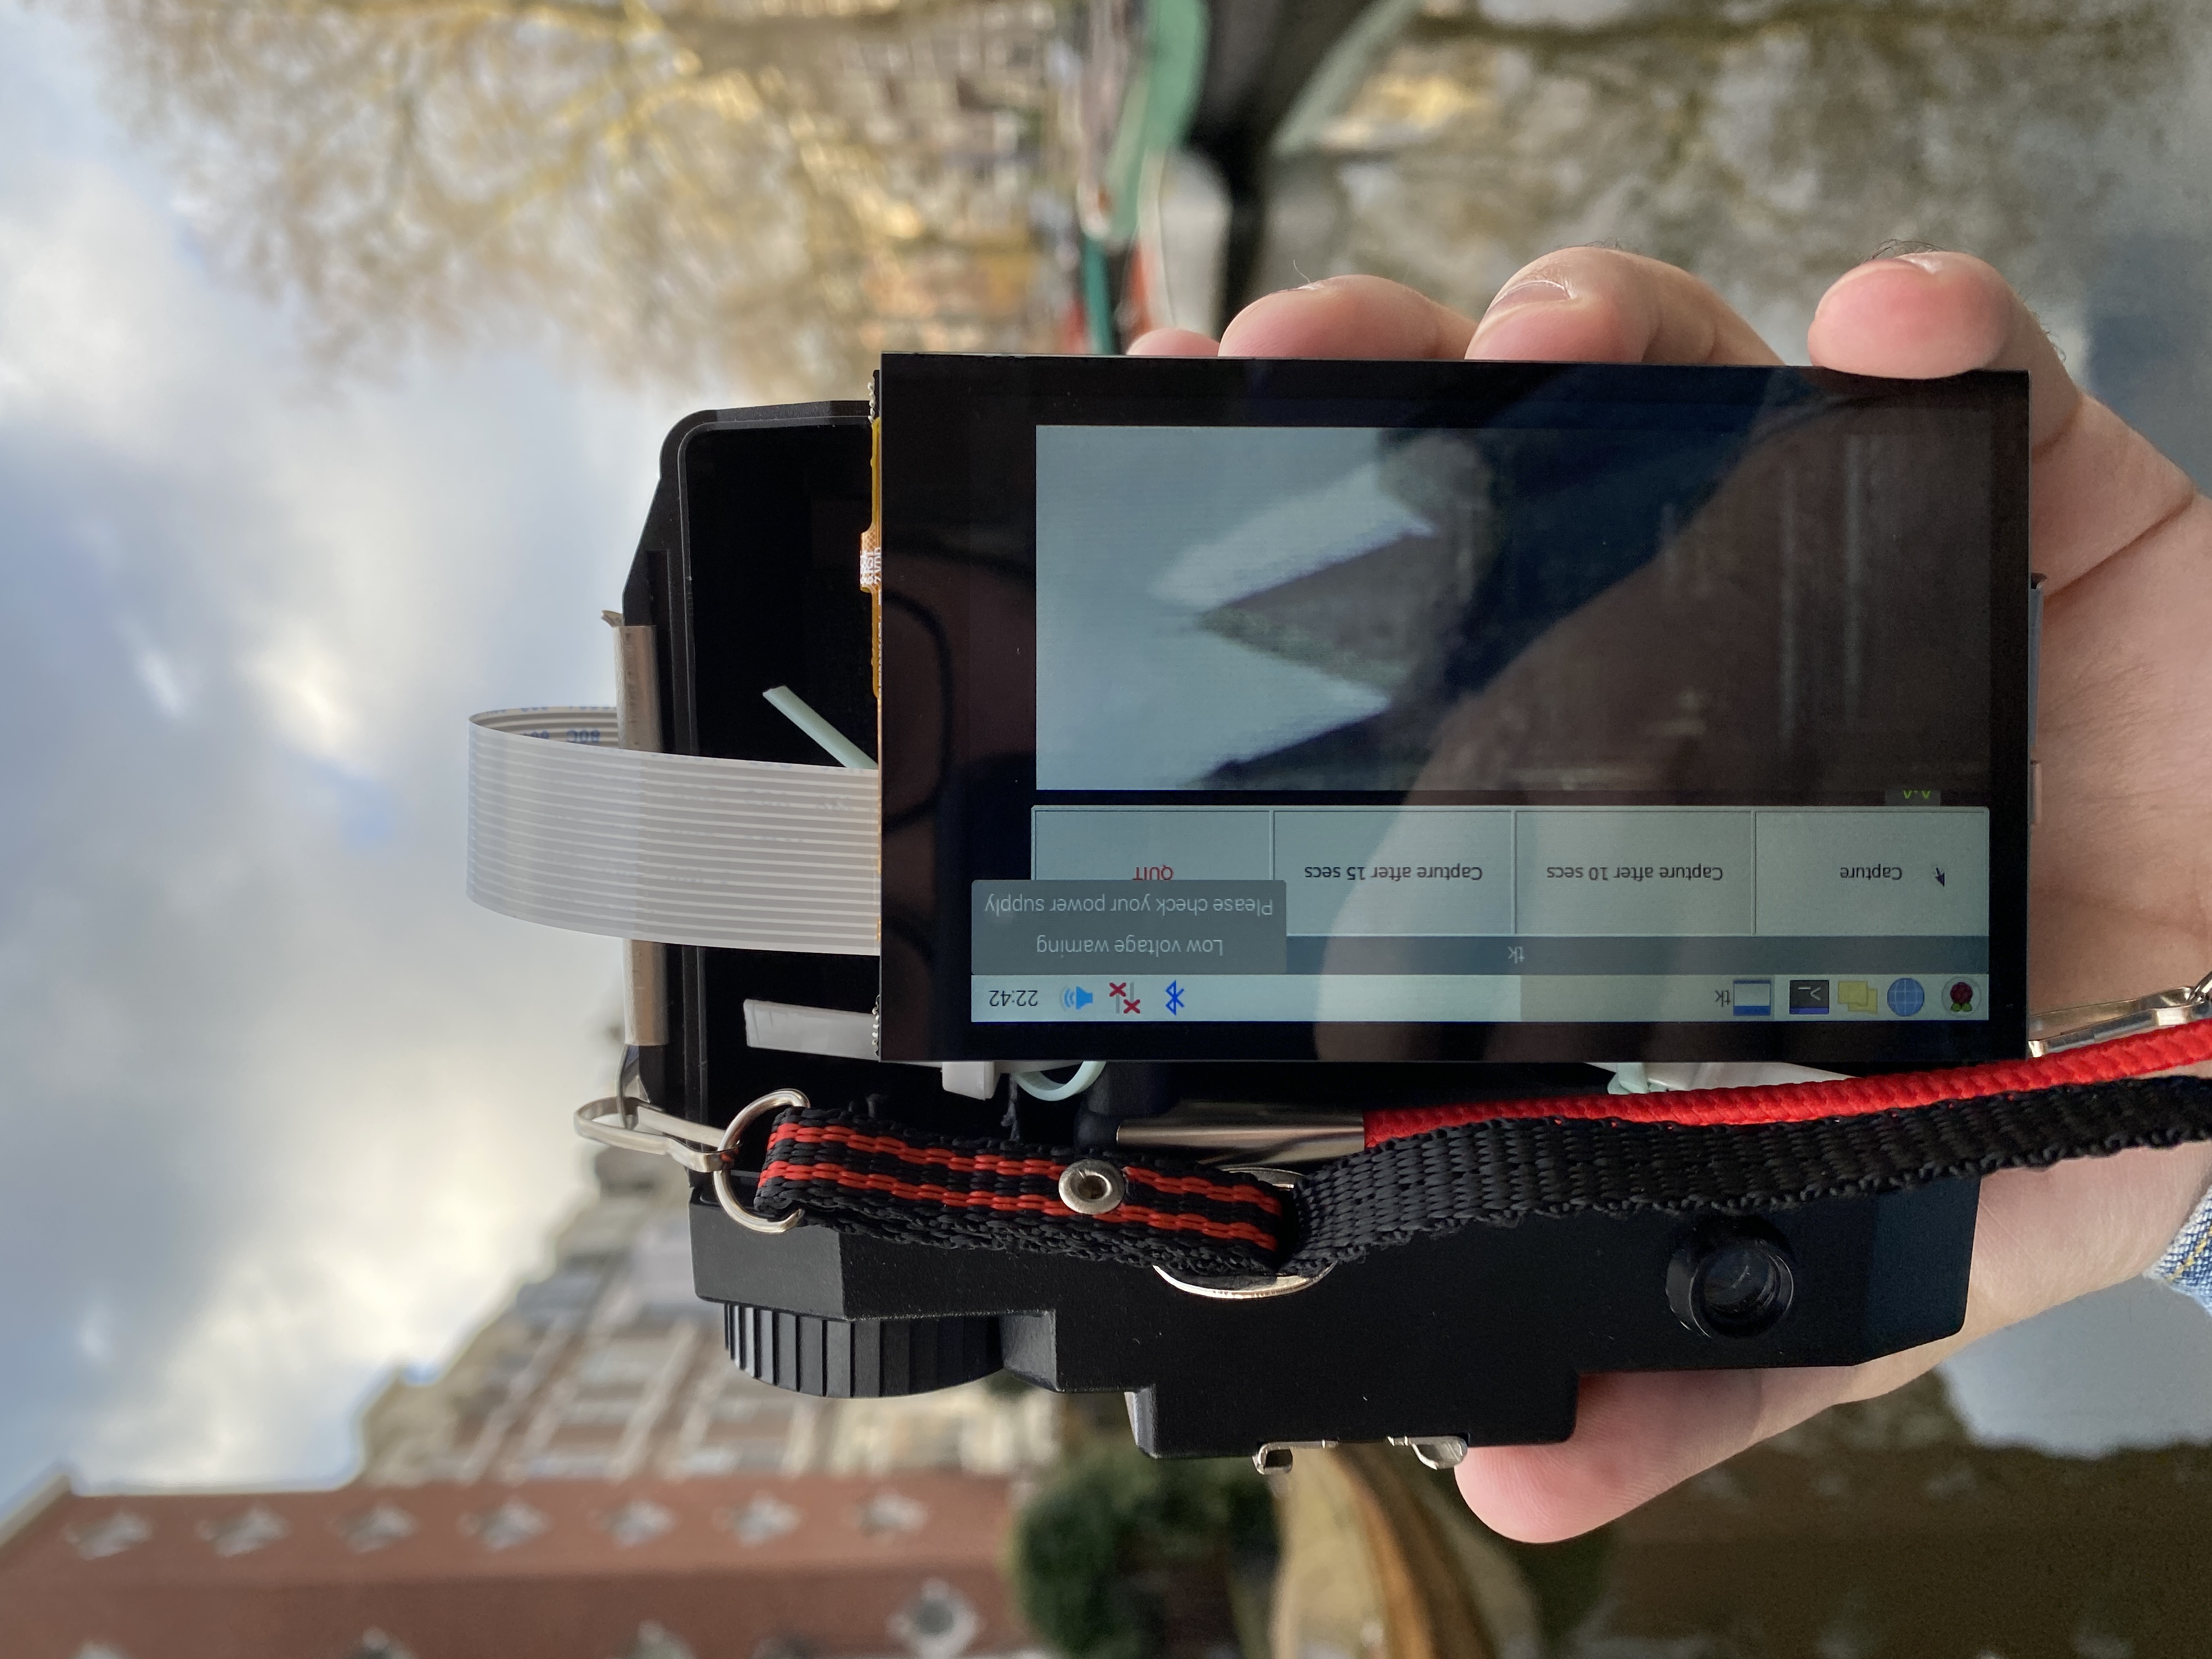 22:42
Low voltage warning
Please check your power supply
tk
tk
Capture
Capture after 10 secs
Capture after 15 secs
QUIT